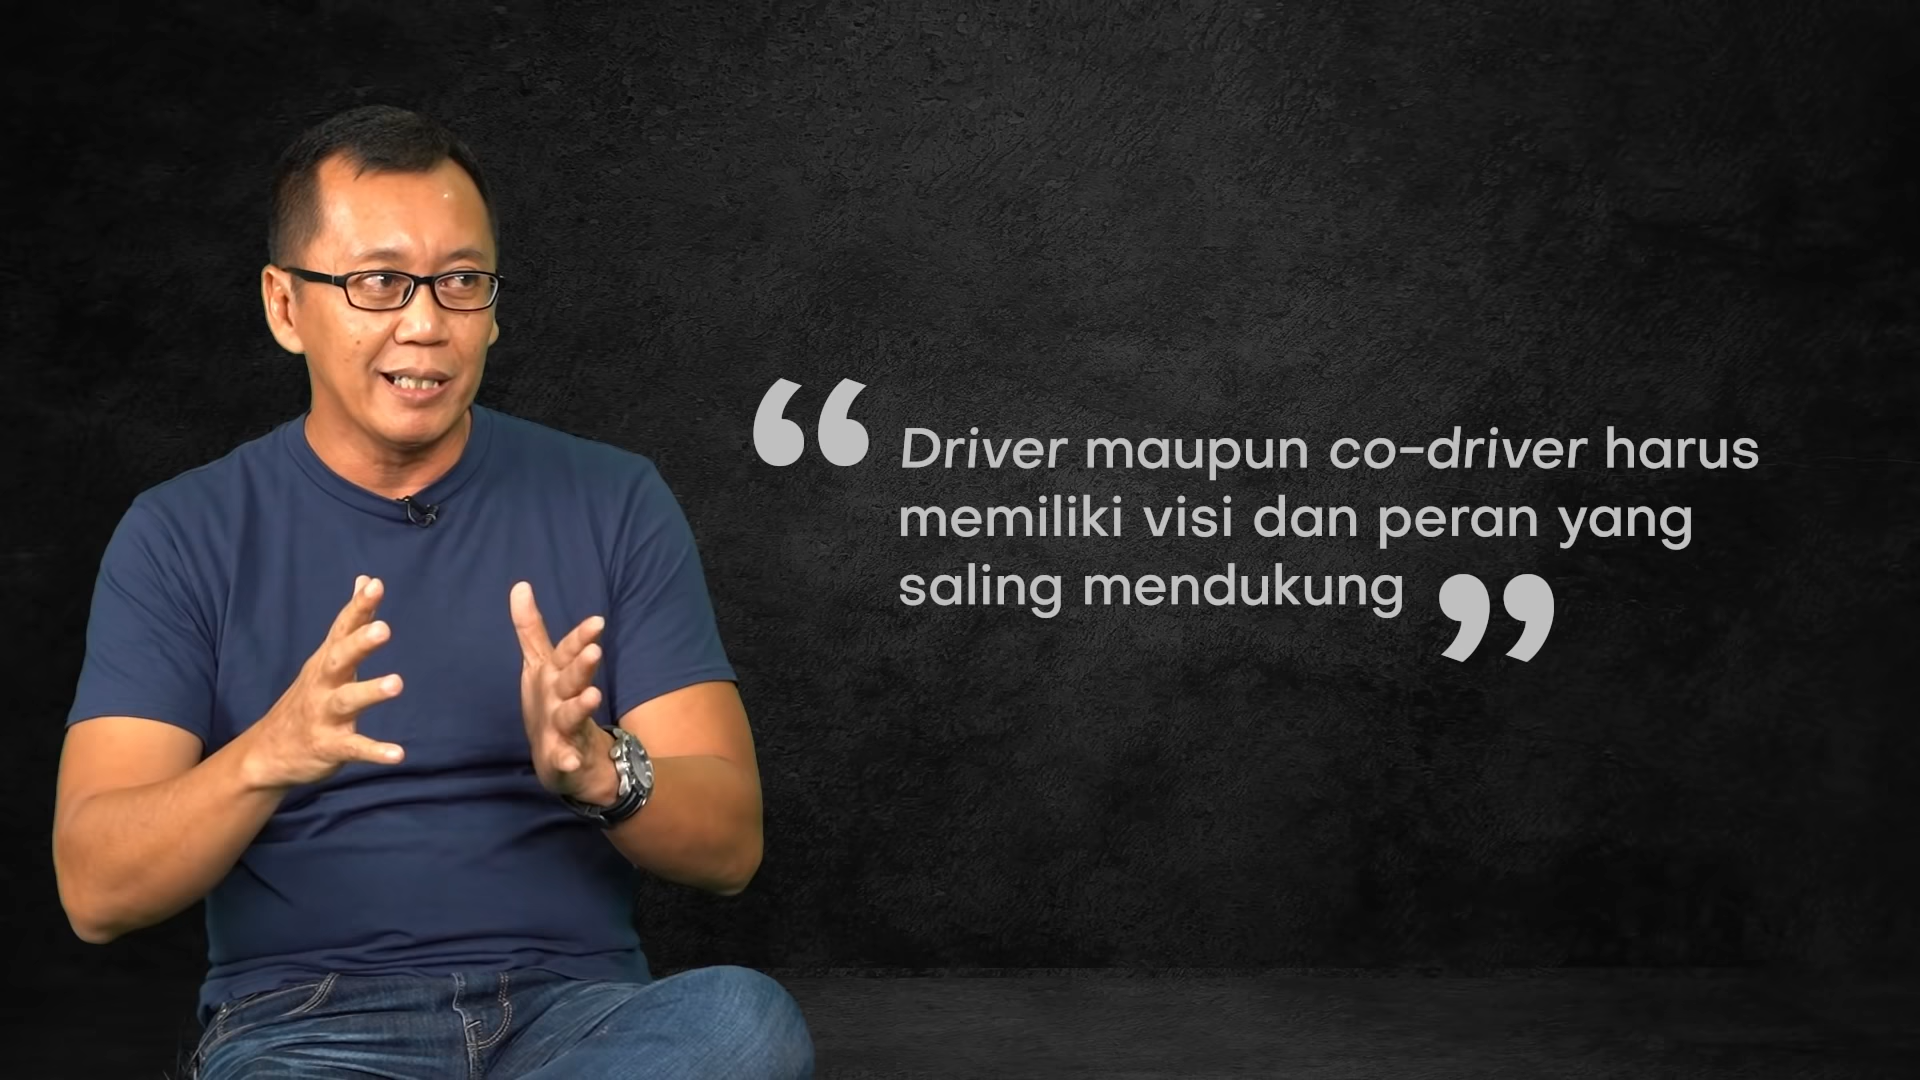 “Driver maupun co-driver harus
memiliki visi dan peran yang
saling mendukung”